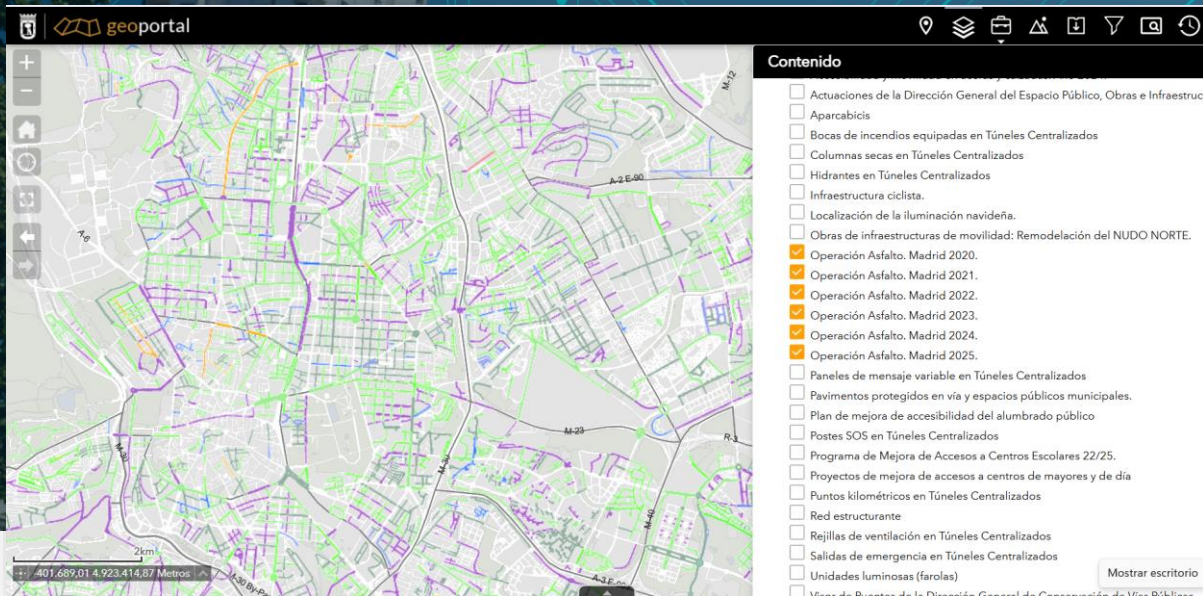 geoportal
Contenido
Actuaciones de la Dirección General del Espacio Público, Obras e Infraestruc
Aparcabicis
Bocas de incendios equipadas en Túneles Centralizados
Columnas secas en Túneles Centralizados
Hidrantes en Túneles Centralizados
Infraestructura ciclista.
Localización de la iluminación navideña.
Obras de infraestructuras de movilidad: Remodelación del NUDO NORTE.
Operación Asfalto. Madrid 2020.
Operación Asfalto. Madrid 2021.
Operación Asfalto. Madrid 2022.
Operación Asfalto. Madrid 2023.
Operación Asfalto. Madrid 2024.
Operación Asfalto. Madrid 2025.
Paneles de mensaje variable en Túneles Centralizados
Pavimentos protegidos en vía y espacios públicos municipales.
Plan de mejora de accesibilidad del alumbrado público
Postes SOS en Túneles Centralizados
Programa de Mejora de Accesos a Centros Escolares 22/25.
Proyectos de mejora de accesos a centros de mayores y de día
Puntos kilométricos en Túneles Centralizados
Red estructurante
Rejillas de ventilación en Túneles Centralizados
Salidas de emergencia en Túneles Centralizados
Unidades luminosas (farolas)
Mostrar escritorio
M-12
A-2 E-90
A-6
M-23
R-3
M-30
M-30
M-40
A-3 E-
M-30 By-Pa
2km
-401.689,01 4.923.414,87 Metros